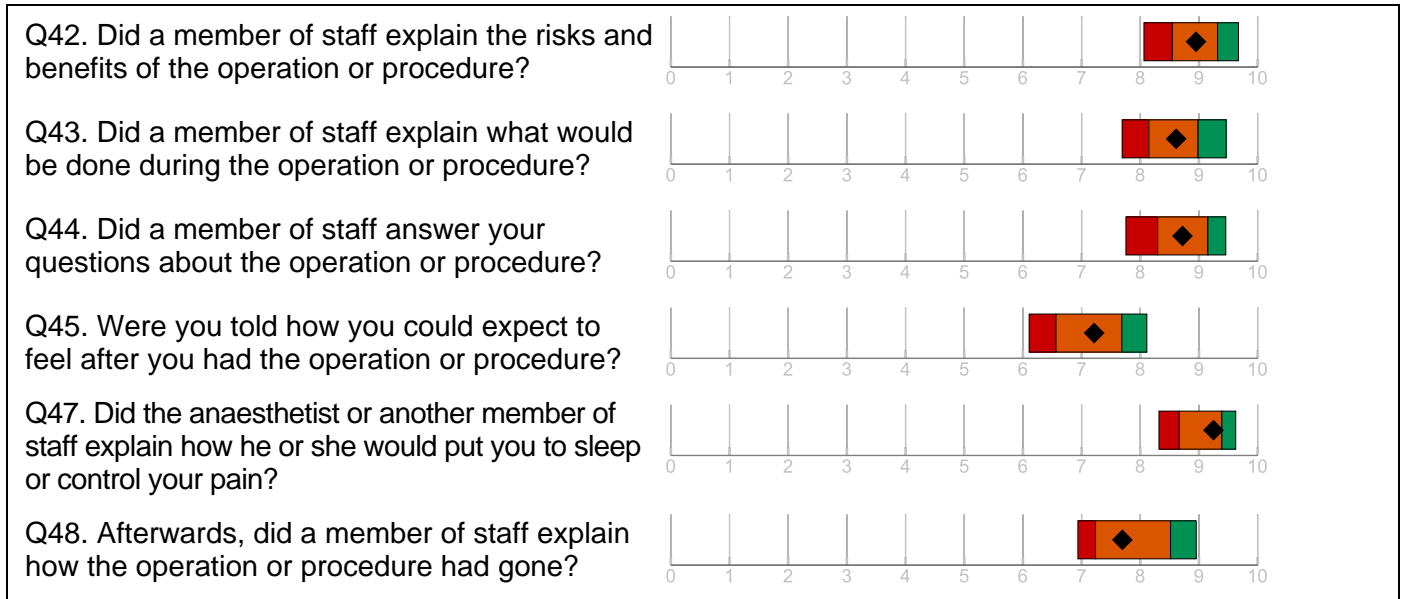 Q42. Did a member of staff explain the risks and
benefits of the operation or procedure?
0 1 2 3 4 5 6 7 8 9 10
Q43. Did a member of staff explain what would
be done during the operation or procedure?
0 1 2 3 4 5 6 7 8 9 10
Q44. Did a member of staff answer your
questions about the operation or procedure?
0 1 2 3 4 5 6 7 8 9 10
Q45. Were you told how you could expect to
feel after you had the operation or procedure?
0 1 2 3 4 5 6 7 8 9 10
Q47. Did the anaesthetist or another member of
staff explain how he or she would put you to sleep
or control your pain?
0 1 2 3 4 5 6 7 8 9 10
Q48. Afterwards, did a member of staff explain
how the operation or procedure had gone?
0 1 2 3 4 5 6 7 8 9 10